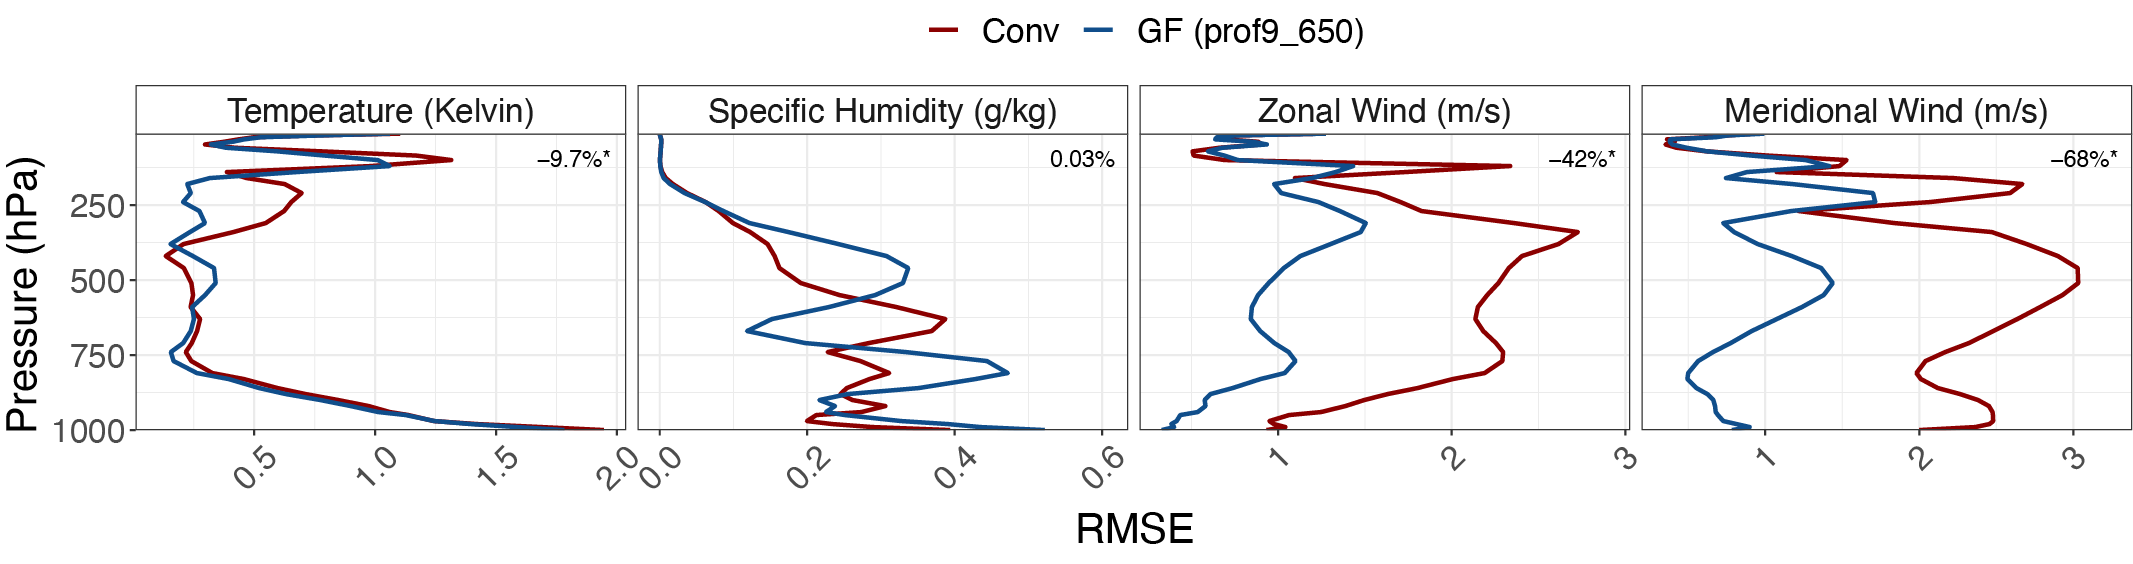 Conv GF (prof9_650)
Temperature (Kelvin) Specific Humidity (g/kg) Zonal Wind (m/s) Meridional Wind (m/s)
−9.7%* 0.03% −42%* −68%*
Pressure (hPa)
250
500
750
1000
0.5 1.0 1.5 2.0 0.0 0.2 0.4 0.6 1 2 3 1 2 3
RMSE